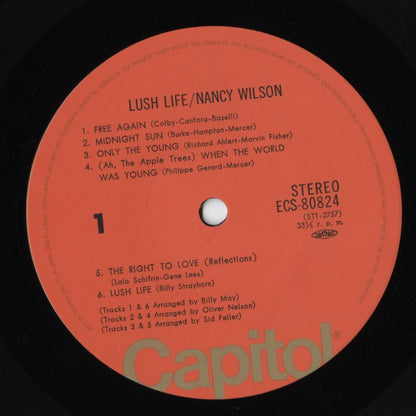 LUSH LIFE/NANCY WILSON
1. FREE AGAIN (Colby-Canfora-Baselli)
2. MIDNIGHT SUN (Burke-Hampton-Mercer)
3. ONLY THE YOUNG (Richard Ahlert-Marvin Fisher)
4. (Ah, The Apple Trees) WHEN THE WORLD
WAS YOUNG (Philippe Gerard-Mercer)
STEREO
ECS-80824
(ST1-2757)
33⅓ r. p. m.
1
5. THE RIGHT TO LOVE (Reflections)
(Lalo Schifrin-Gene Lees)
6. LUSH LIFE (Billy Strayhorn)
(Tracks 1 & 6 Arranged by Billy May)
(Tracks 2 & 4 Arranged by Oliver Nelson)
(Tracks 3 & 5 Arranged by Sid Feller)
Capitol®